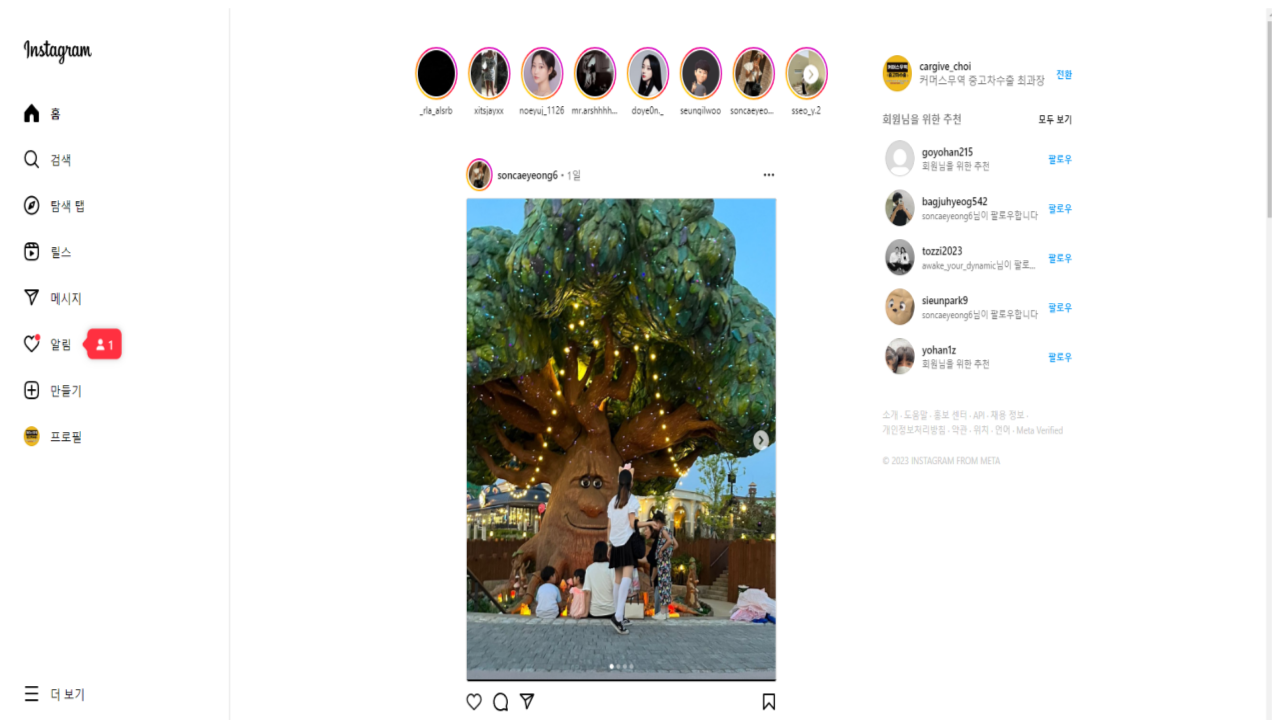 Instagram
홈
검색
탐색 탭
릴스
메시지
알림
1
만들기
프로필
더 보기
_rla_alsrb
xitsjayxx
noeyuj_1126
mr.arshhhh...
doye0n._
seungilwoo
soncaeyeo...
sseo_y.2
soncaeyeong6 • 1일
cargive_choi
커머스무역 중고차수출 최과장
전환
회원님을 위한 추천
모두 보기
goyohan215
회원님을 위한 추천
팔로우
bagjuhyeog542
soncaeyeong6님이 팔로우합니다
팔로우
tozzi2023
awake_your_dynamic님이 팔로...
팔로우
sieunpark9
soncaeyeong6님이 팔로우합니다
팔로우
yohan1z
회원님을 위한 추천
팔로우
소개 · 도움말 · 홍보 센터 · API · 채용 정보 ·
개인정보처리방침 · 약관 · 위치 · 언어 · Meta Verified
© 2023 INSTAGRAM FROM META